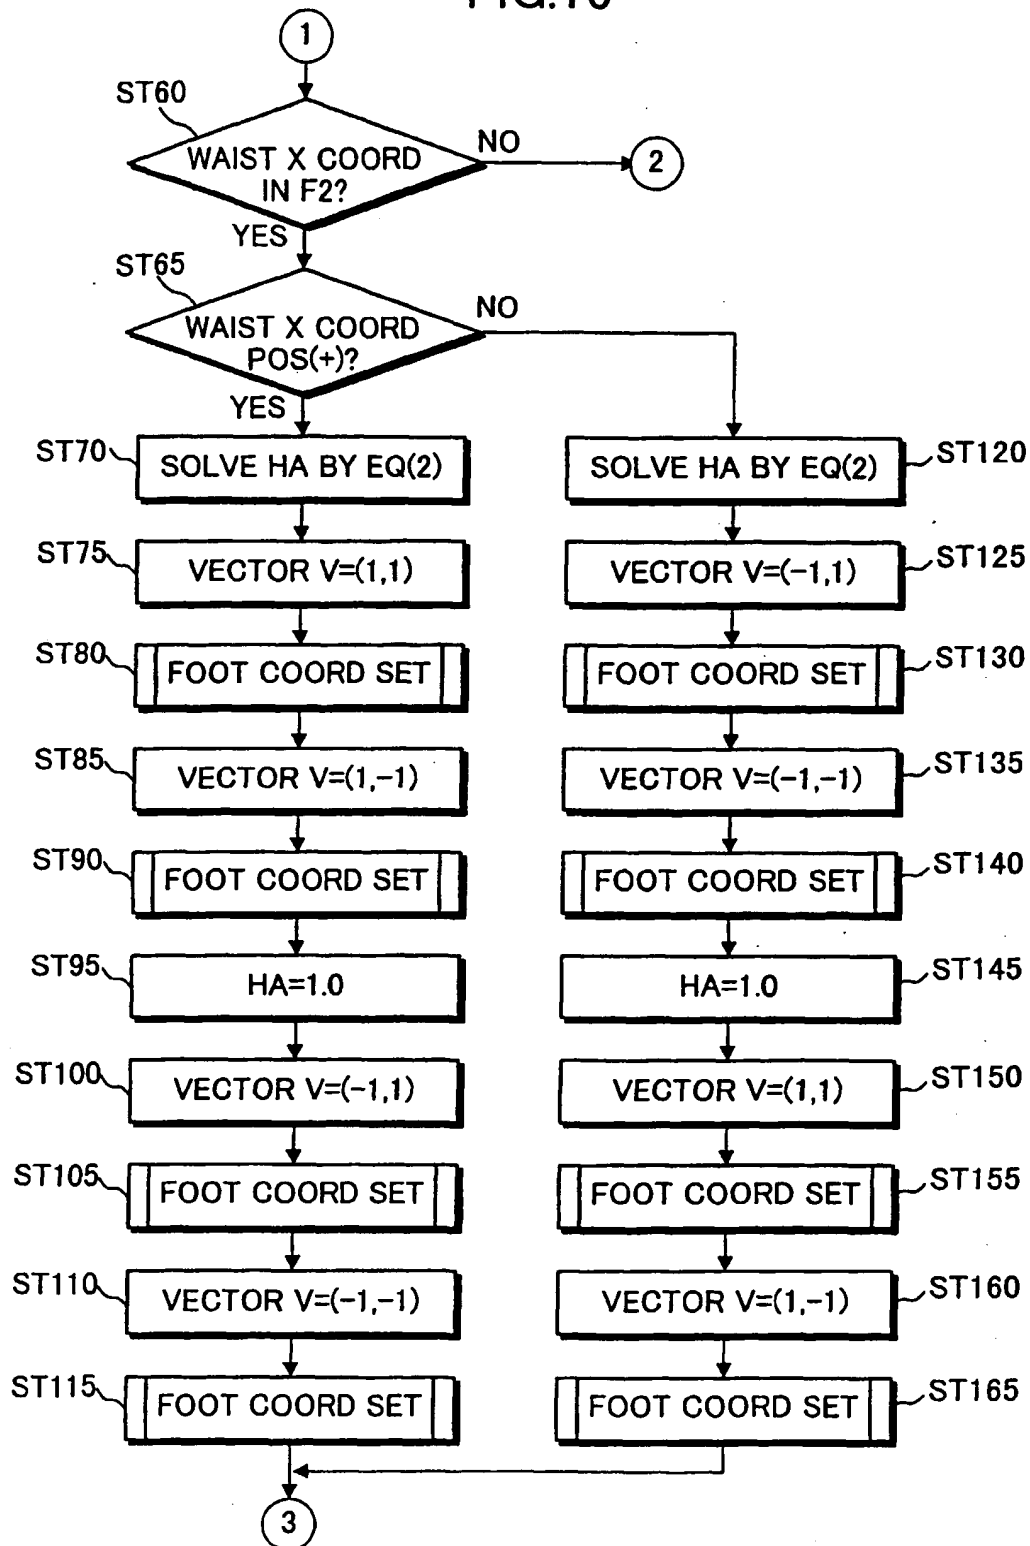 FIG.10
1
ST60
WAIST X COORD
IN F2?
NO
2
YES
ST65
WAIST X COORD
POS(+)?
NO
YES
ST70
SOLVE HA BY EQ(2)
SOLVE HA BY EQ(2)
ST120
ST75
VECTOR V=(1,1)
VECTOR V=(-1,1)
ST125
ST80
FOOT COORD SET
FOOT COORD SET
ST130
ST85
VECTOR V=(1,-1)
VECTOR V=(-1,-1)
ST135
ST90
FOOT COORD SET
FOOT COORD SET
ST140
ST95
HA=1.0
HA=1.0
ST145
ST100
VECTOR V=(-1,1)
VECTOR V=(1,1)
ST150
ST105
FOOT COORD SET
FOOT COORD SET
ST155
ST110
VECTOR V=(-1,-1)
VECTOR V=(1,-1)
ST160
ST115
FOOT COORD SET
FOOT COORD SET
ST165
3